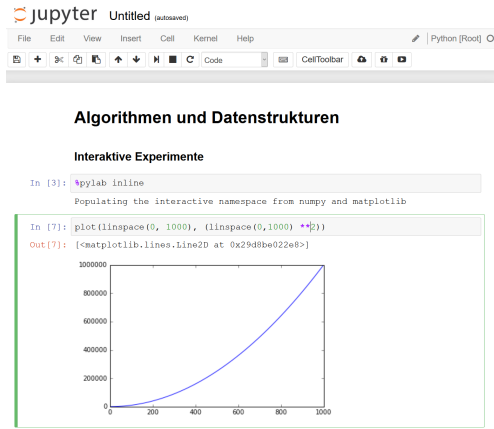 jupyter Untitled (autosaved)
File Edit View Insert Cell Kernel Help Python [Root]
Code CellToolbar
Algorithmen und Datenstrukturen
Interaktive Experimente
In [3]: %pylab inline
Populating the interactive namespace from numpy and matplotlib
In [7]: plot(linspace(0, 1000), (linspace(0,1000) **2))
Out[7]: [<matplotlib.lines.Line2D at 0x29d8be022e8>]
1000000
800000
600000
400000
200000
0
0 200 400 600 800 1000